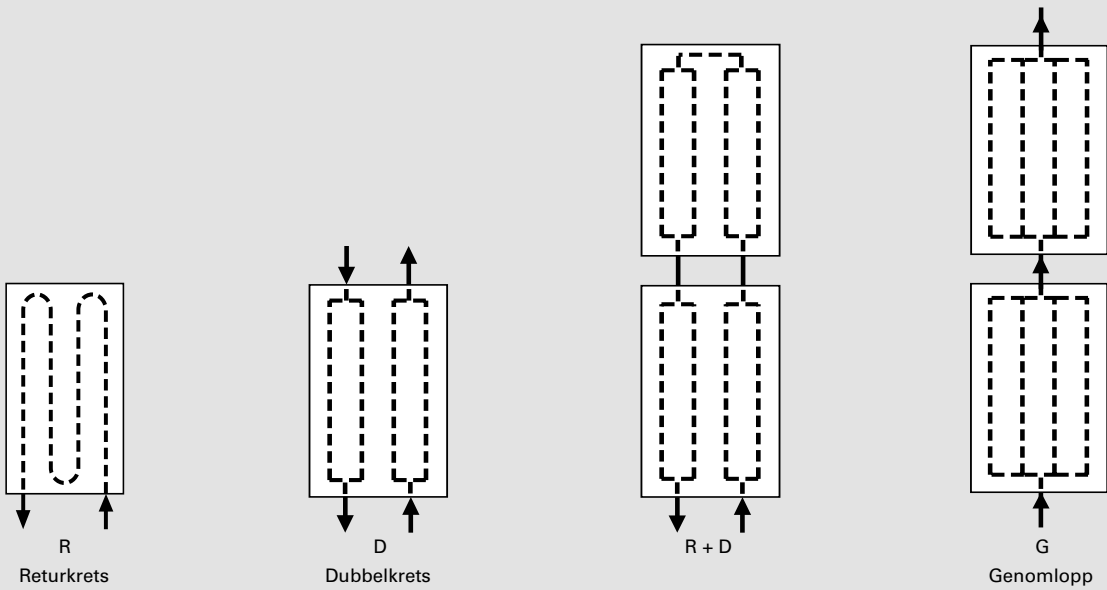 R
Returkrets
D
Dubbelkrets
R + D
G
Genomlopp